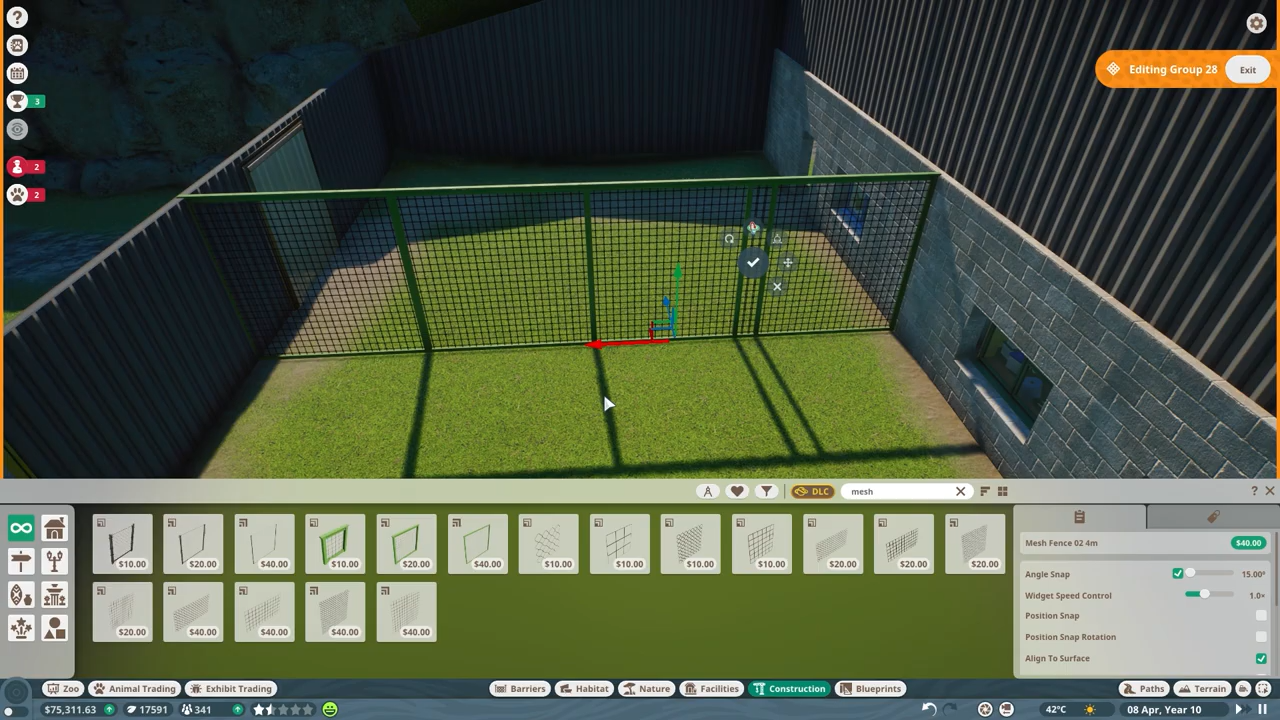 ?
Editing Group 28
Exit
3
2
2
DLC
mesh
?
$10.00
$20.00
$40.00
$10.00
$20.00
$40.00
$10.00
$10.00
$10.00
$10.00
$20.00
$20.00
$20.00
$20.00
$40.00
$40.00
$40.00
$40.00
Mesh Fence 02 4m
$40.00
Angle Snap
15.00°
Widget Speed Control
1.0×
Position Snap
Position Snap Rotation
Align To Surface
Zoo
Animal Trading
Exhibit Trading
Barriers
Habitat
Nature
Facilities
Construction
Blueprints
Paths
Terrain
$75,311.63
17591
341
42°C
08 Apr, Year 10